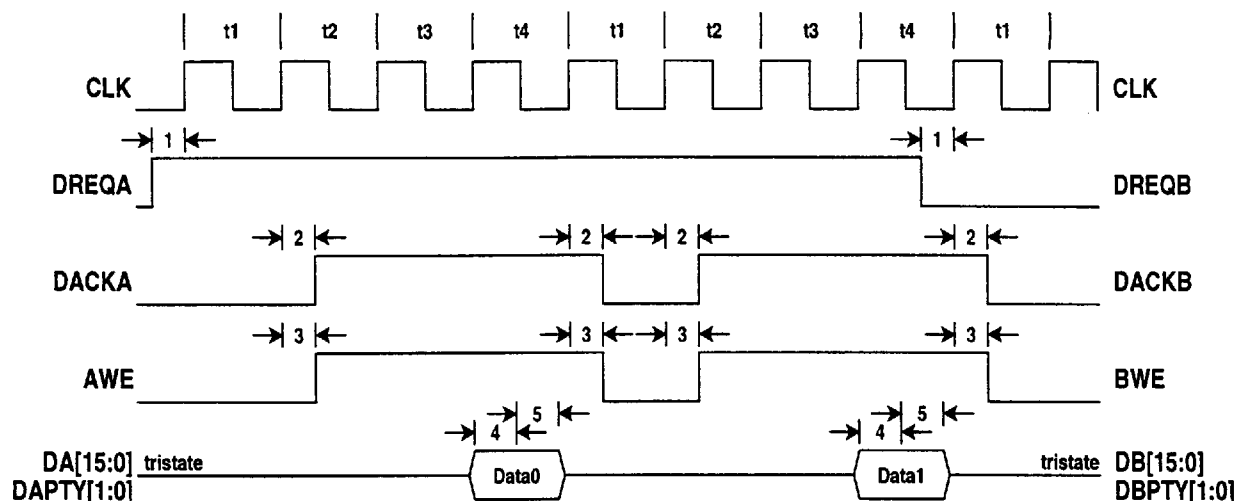 t1 t2 t3 t4 t1 t2 t3 t4 t1
CLK CLK
1 1
DREQA DREQB
2 2 2 2
DACKA DACKB
3 3 3 3
AWE BWE
5 5
4 4
DA[15:0] tristate Data0 Data1 tristate DB[15:0]
DAPTY[1:0] DBPTY[1:0]